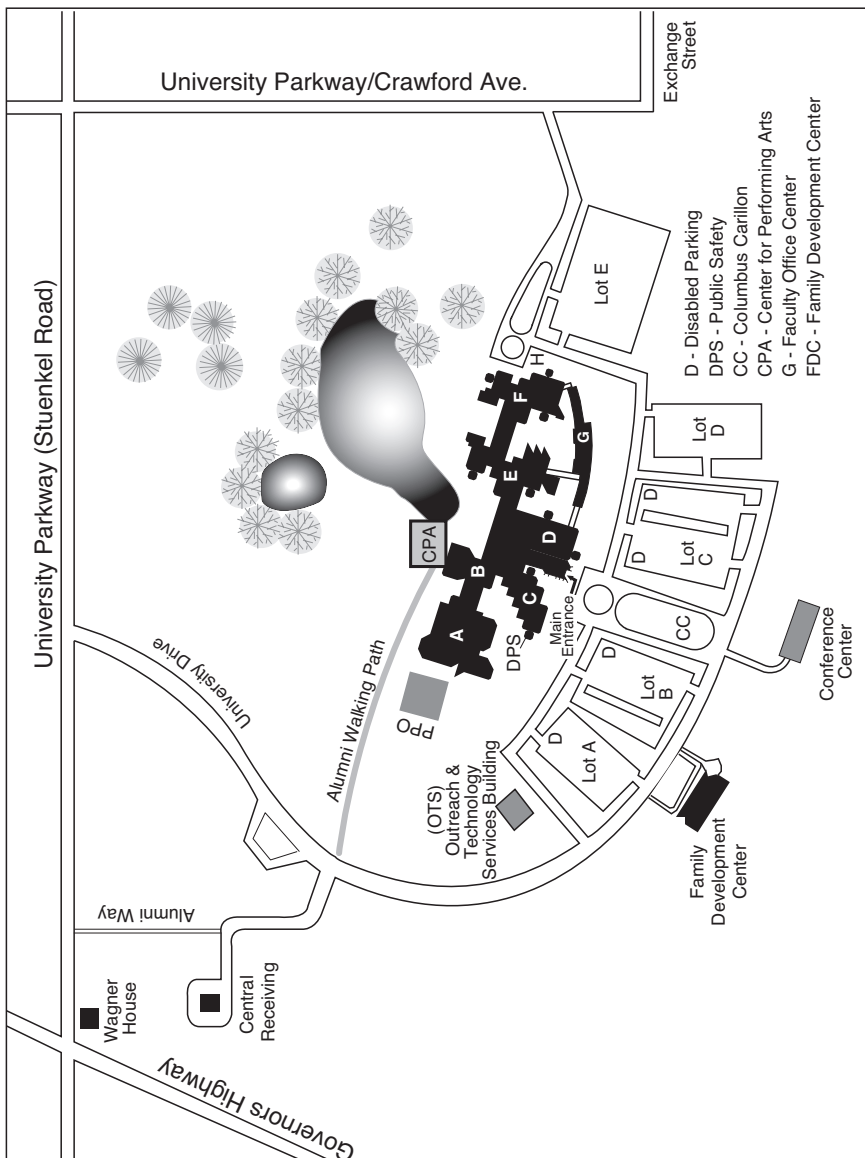 University Parkway (Stuenkel Road)
University Parkway/Crawford Ave.
Exchange
Street
University Drive
Alumni Way
Wagner
House
Central
Receiving
Governors Highway
Alumni Walking Path
CPA
PPO
A
B
C
D
E
F
G
H
DPS
Main
Entrance
(OTS)
Outreach &
Technology
Services Building
Lot A
D
Lot
B
D
CC
Lot
C
D
D
Lot
D
Lot E
Family
Development
Center
Conference
Center
D - Disabled Parking
DPS - Public Safety
CC - Columbus Carillon
CPA - Center for Performing Arts
G - Faculty Office Center
FDC - Family Development Center